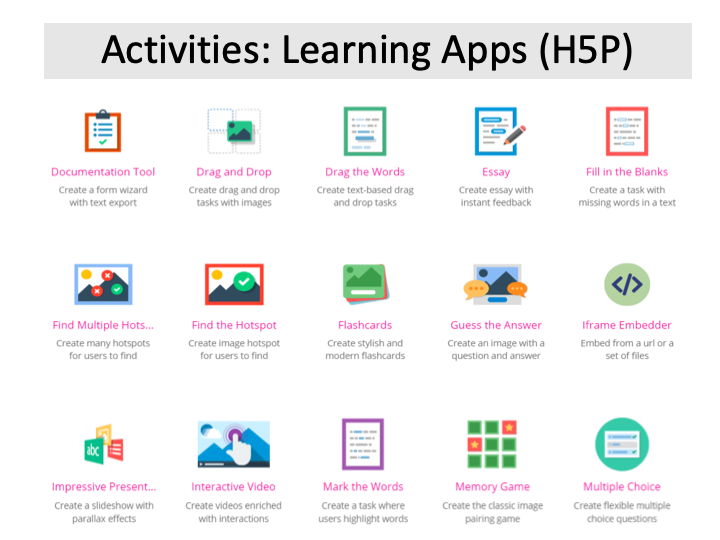 Activities: Learning Apps (H5P)
Documentation Tool
Create a form wizard
with text export
Drag and Drop
Create drag and drop
tasks with images
Drag the Words
Create text-based drag
and drop tasks
Essay
Create essay with
instant feedback
Fill in the Blanks
Create a task with
missing words in a text
Find Multiple Hots...
Create many hotspots
for users to find
Find the Hotspot
Create image hotspot
for users to find
Flashcards
Create stylish and
modern flashcards
Guess the Answer
Create an image with a
question and answer
</>
Iframe Embedder
Embed from a url or a
set of files
abc
Impressive Present...
Create a slideshow with
parallax effects
Interactive Video
Create videos enriched
with interactions
Mark the Words
Create a task where
users highlight words
Memory Game
Create the classic image
pairing game
Multiple Choice
Create flexible multiple
choice questions